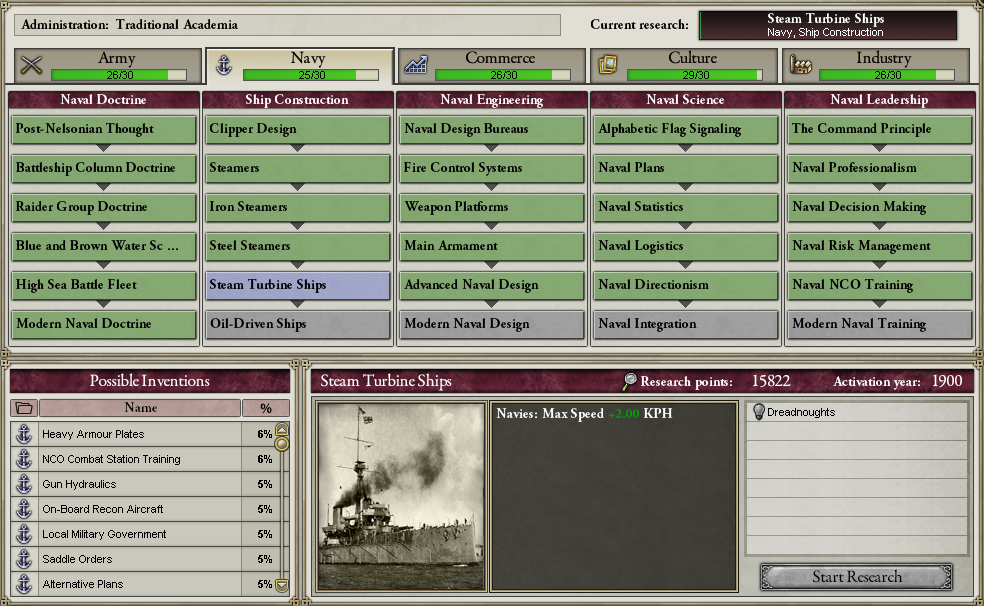 Administration: Traditional Academia
Current research:
Steam Turbine Ships
Navy, Ship Construction
Army
26/30
Navy
25/30
Commerce
26/30
Culture
29/30
Industry
26/30
Naval Doctrine
Ship Construction
Naval Engineering
Naval Science
Naval Leadership
Post-Nelsonian Thought
Clipper Design
Naval Design Bureaus
Alphabetic Flag Signaling
The Command Principle
Battleship Column Doctrine
Steamers
Fire Control Systems
Naval Plans
Naval Professionalism
Raider Group Doctrine
Iron Steamers
Weapon Platforms
Naval Statistics
Naval Decision Making
Blue and Brown Water Sc ...
Steel Steamers
Main Armament
Naval Logistics
Naval Risk Management
High Sea Battle Fleet
Steam Turbine Ships
Advanced Naval Design
Naval Directionism
Naval NCO Training
Modern Naval Doctrine
Oil-Driven Ships
Modern Naval Design
Naval Integration
Modern Naval Training
Possible Inventions
Name %
Heavy Armour Plates 6%
NCO Combat Station Training 6%
Gun Hydraulics 5%
On-Board Recon Aircraft 5%
Local Military Government 5%
Saddle Orders 5%
Alternative Plans 5%
Steam Turbine Ships
Research points: 15822
Activation year: 1900
Navies: Max Speed +2.00 KPH
Dreadnoughts
Start Research